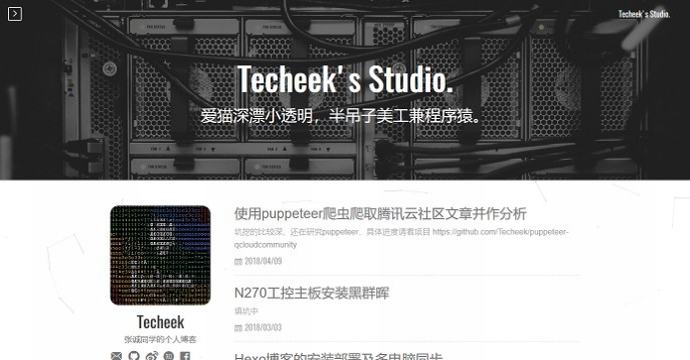 Techeek's Studio.
Techeek's Studio.
爱猫深漂小透明，半吊子美工兼程序猿。
使用puppeteer爬虫爬取腾讯云社区文章并作分析
坑挖的比较深，还在研究puppeteer，具体进度请看项目 https://github.com/Techeek/puppeteer-
qcloudcommunity
2018/04/09
N270工控主板安装黑群晖
填坑中
2018/03/03
Techeek
张诚同学的个人博客
Hexo博客的安装部署及多电脑同步